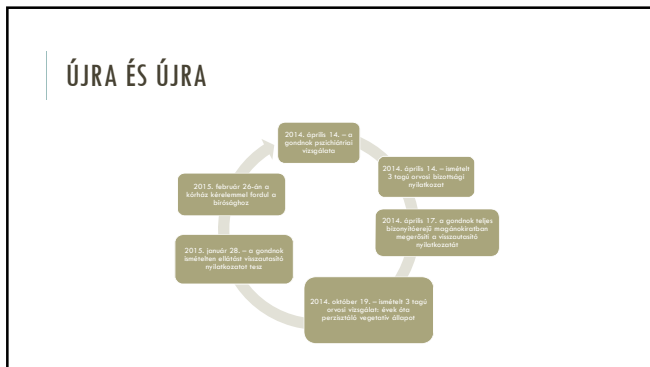 ÚJRA ÉS ÚJRA
2014. április 14. – a
gondnok pszichiátriai
vizsgálata
2014. április 14. – ismételt
3 tagú orvosi bizottsági
nyilatkozat
2014. április 17. a gondnok teljes
bizonyítóerejű magánokiratban
megerősíti a visszautasító
nyilatkozatát
2014. október 19. – ismételt 3 tagú
orvosi vizsgálat: évek óta
perzisztáló vegetatív állapot
2015. január 28. – a gondnok
ismételten ellátást visszautasító
nyilatkozatot tesz
2015. február 26-án a
kórház kérelemmel fordul a
bírósághoz